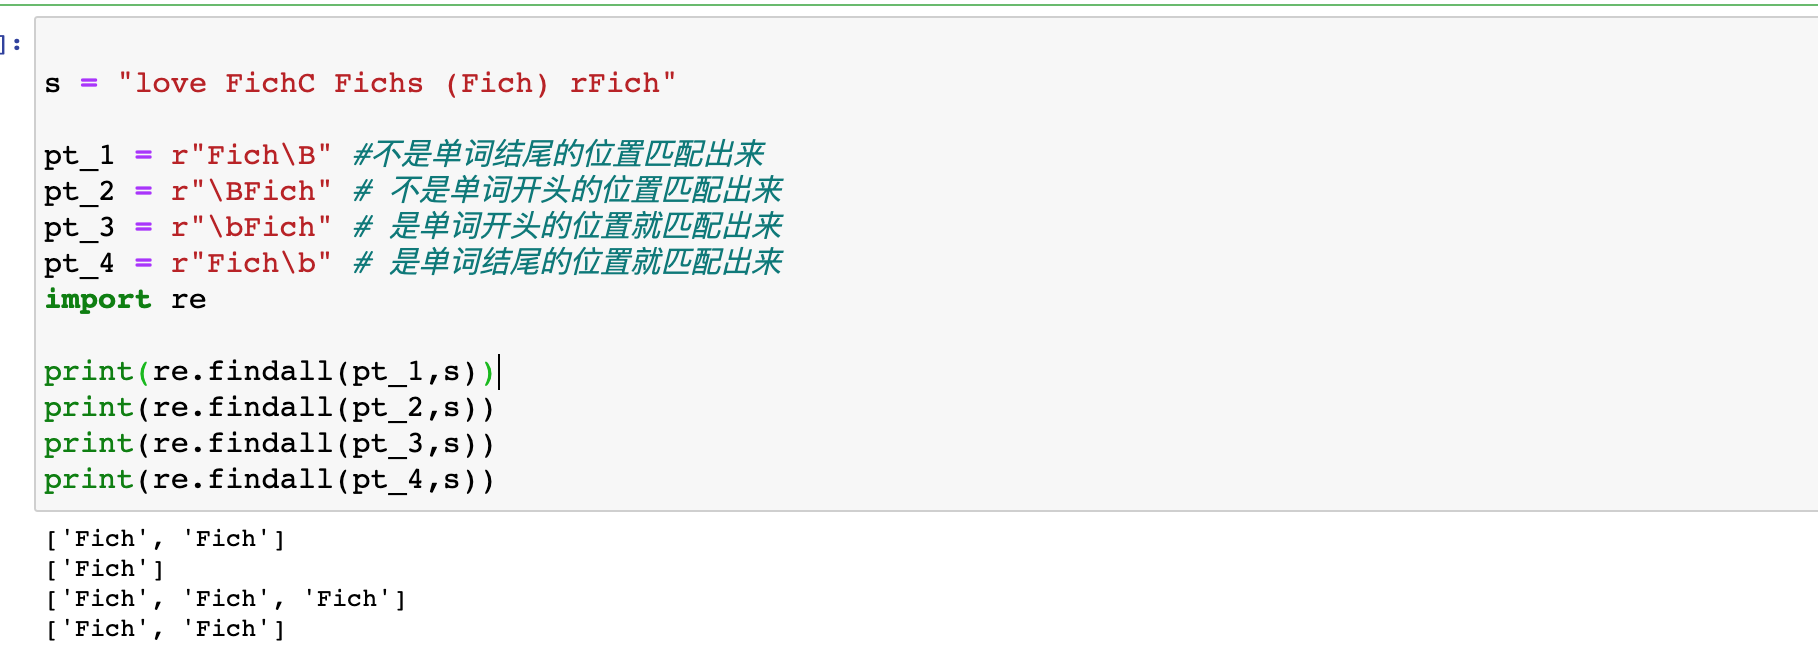 ]:
s = "love FichC Fichs (Fich) rFich"
pt_1 = r"Fich\B" #不是单词结尾的位置匹配出来
pt_2 = r"\BFich" # 不是单词开头的位置匹配出来
pt_3 = r"\bFich" # 是单词开头的位置就匹配出来
pt_4 = r"Fich\b" # 是单词结尾的位置就匹配出来
import re
print(re.findall(pt_1,s))
print(re.findall(pt_2,s))
print(re.findall(pt_3,s))
print(re.findall(pt_4,s))
['Fich', 'Fich']
['Fich']
['Fich', 'Fich', 'Fich']
['Fich', 'Fich']